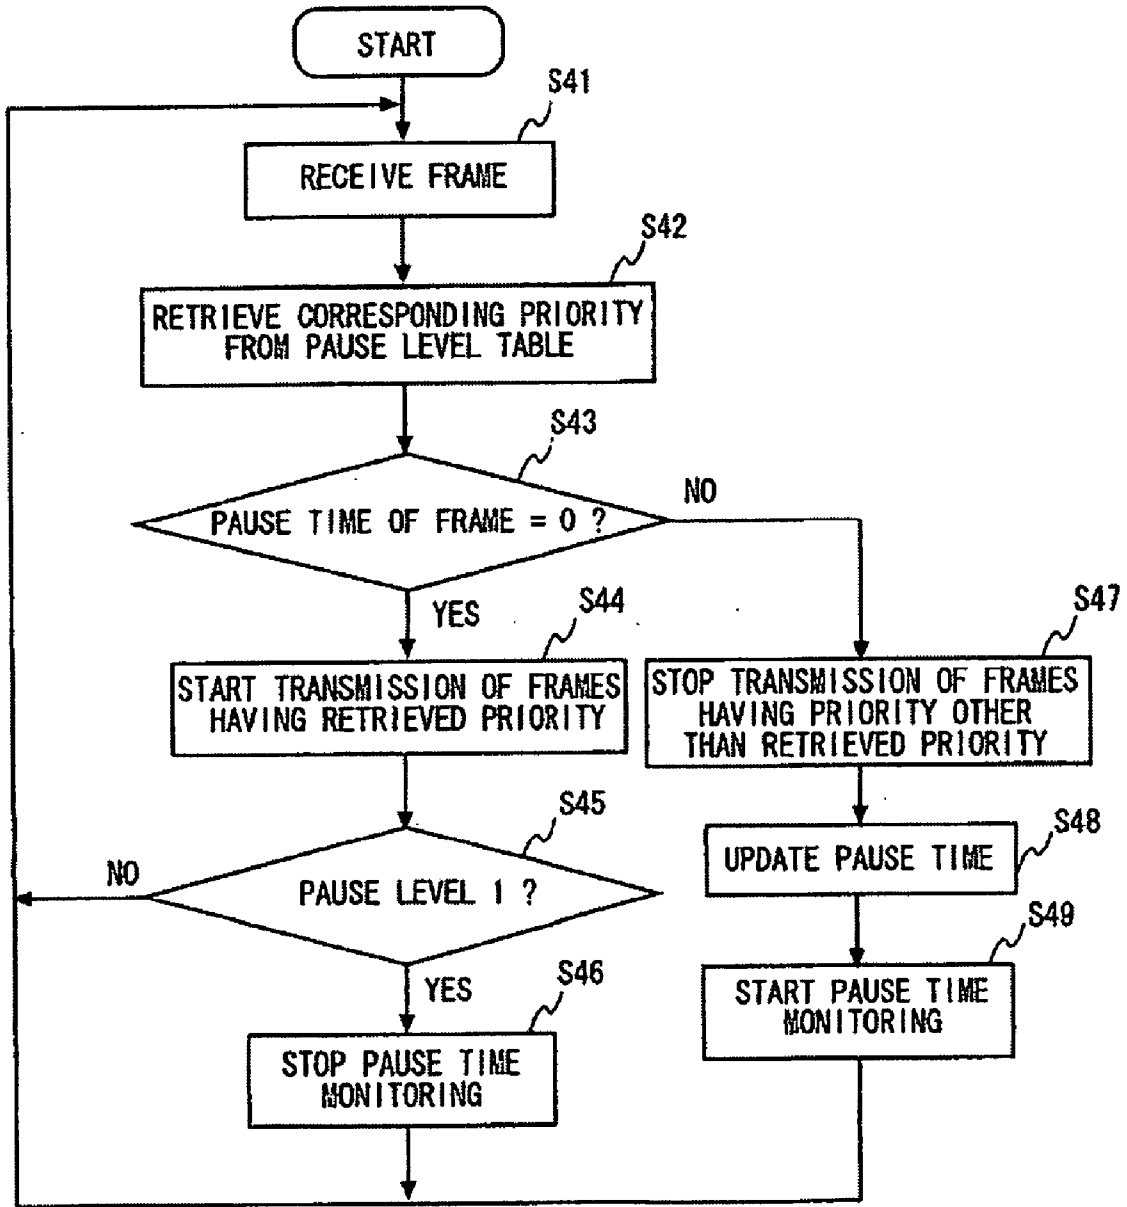 START
S41
RECEIVE FRAME
S42
RETRIEVE CORRESPONDING PRIORITY
FROM PAUSE LEVEL TABLE
S43
PAUSE TIME OF FRAME = 0 ?
NO
YES
S44
START TRANSMISSION OF FRAMES
HAVING RETRIEVED PRIORITY
S47
STOP TRANSMISSION OF FRAMES
HAVING PRIORITY OTHER
THAN RETRIEVED PRIORITY
S45
PAUSE LEVEL 1 ?
NO
YES
S48
UPDATE PAUSE TIME
S46
STOP PAUSE TIME
MONITORING
S49
START PAUSE TIME
MONITORING